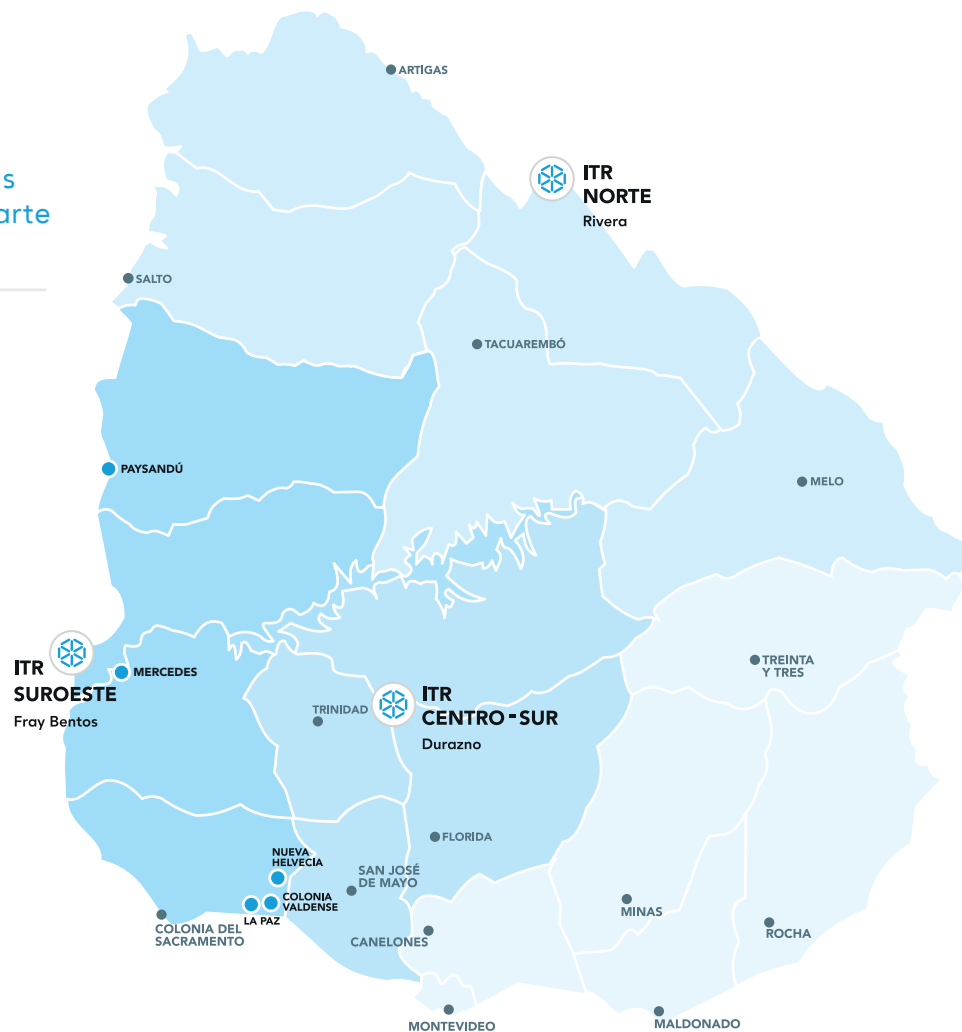 ARTIGAS
s
arte
ITR
NORTE
Rivera
SALTO
TACUAREMBÓ
PAYSANDÚ
MELO
ITR
SUROESTE
Fray Bentos
MERCEDES
TREINTA
Y TRES
TRINIDAD
ITR
CENTRO-SUR
Durazno
FLORIDA
NUEVA
HELVECIA
SAN JOSÉ
DE MAYO
COLONIA
VALDENSE
LA PAZ
COLONIA DEL
SACRAMENTO
CANELONES
MINAS
ROCHA
MONTEVIDEO
MALDONADO